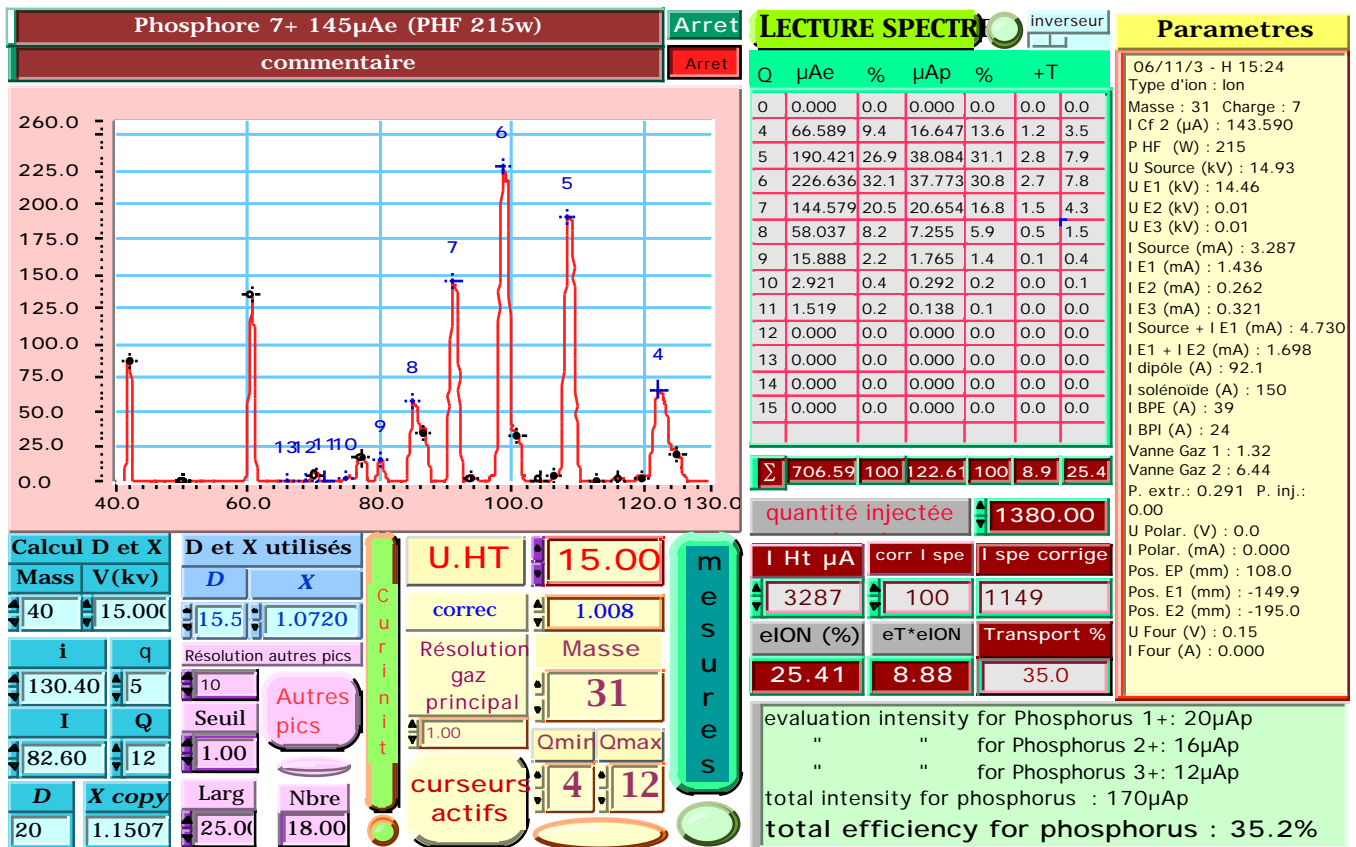 Phosphore 7+ 145µAe (PHF 215w)
Arret
commentaire
Arret
260.0
225.0
200.0
175.0
150.0
125.0
100.0
75.0
50.0
25.0
0.0
40.0 60.0 80.0 100.0 120.0 130.0
13 12 11 10 9 8 7 6 5 4
LECTURE SPECTRE
inverseur
Q µAe % µAp % +T
0 0.000 0.0 0.000 0.0 0.0 0.0
4 66.589 9.4 16.647 13.6 1.2 3.5
5 190.421 26.9 38.084 31.1 2.8 7.9
6 226.636 32.1 37.773 30.8 2.7 7.8
7 144.579 20.5 20.654 16.8 1.5 4.3
8 58.037 8.2 7.255 5.9 0.5 1.5
9 15.888 2.2 1.765 1.4 0.1 0.4
10 2.921 0.4 0.292 0.2 0.0 0.1
11 1.519 0.2 0.138 0.1 0.0 0.0
12 0.000 0.0 0.000 0.0 0.0 0.0
13 0.000 0.0 0.000 0.0 0.0 0.0
14 0.000 0.0 0.000 0.0 0.0 0.0
15 0.000 0.0 0.000 0.0 0.0 0.0
Σ 706.59 100 122.61 100 8.9 25.4
quantité injectée 1380.00
I Ht µA corr I spe I spe corrige
3287 100 1149
eION (%) eT*eION Transport %
25.41 8.88 35.0
Parametres
06/11/3 - H 15:24
Type d'ion : Ion
Masse : 31 Charge : 7
I Cf 2 (µA) : 143.590
P HF (W) : 215
U Source (kV) : 14.93
U E1 (kV) : 14.46
U E2 (kV) : 0.01
U E3 (kV) : 0.01
I Source (mA) : 3.287
I E1 (mA) : 1.436
I E2 (mA) : 0.262
I E3 (mA) : 0.321
I Source + I E1 (mA) : 4.730
I E1 + I E2 (mA) : 1.698
I dipôle (A) : 92.1
I solénoïde (A) : 150
I BPE (A) : 39
I BPI (A) : 24
Vanne Gaz 1 : 1.32
Vanne Gaz 2 : 6.44
P. extr.: 0.291 P. inj.:
0.00
U Polar. (V) : 0.0
I Polar. (mA) : 0.000
Pos. EP (mm) : 108.0
Pos. E1 (mm) : -149.9
Pos. E2 (mm) : -195.0
U Four (V) : 0.15
I Four (A) : 0.000
Calcul D et X
Mass V(kv)
40 15.000
i q
130.40 5
I Q
82.60 12
D X copy
20 1.1507
D et X utilisés
D X
15.5 1.0720
Résolution autres pics
10
Autres
pics
Seuil
1.00
Larg Nbre
25.00 18.00
Curinit
U.HT 15.00
correc 1.008
Résolution
gaz
principal
1.00
Masse
31
Qmin Qmax
4 12
curseurs
actifs
mesures
evaluation intensity for Phosphorus 1+: 20µAp
" " for Phosphorus 2+: 16µAp
" " for Phosphorus 3+: 12µAp
total intensity for phosphorus : 170µAp
total efficiency for phosphorus : 35.2%